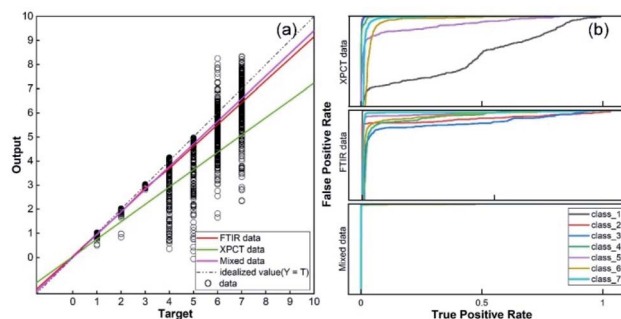 (a)
10
9
8
7
6
5
4
3
2
1
0
Output
0 1 2 3 4 5 6 7 8 9 10
Target
FTIR data
XPCT data
Mixed data
idealized value(Y = T)
data
(b)
XPCT data
FTIR data
Mixed data
False Positive Rate
class_1
class_2
class_3
class_4
class_5
class_6
class_7
0 0.5 1
True Positive Rate